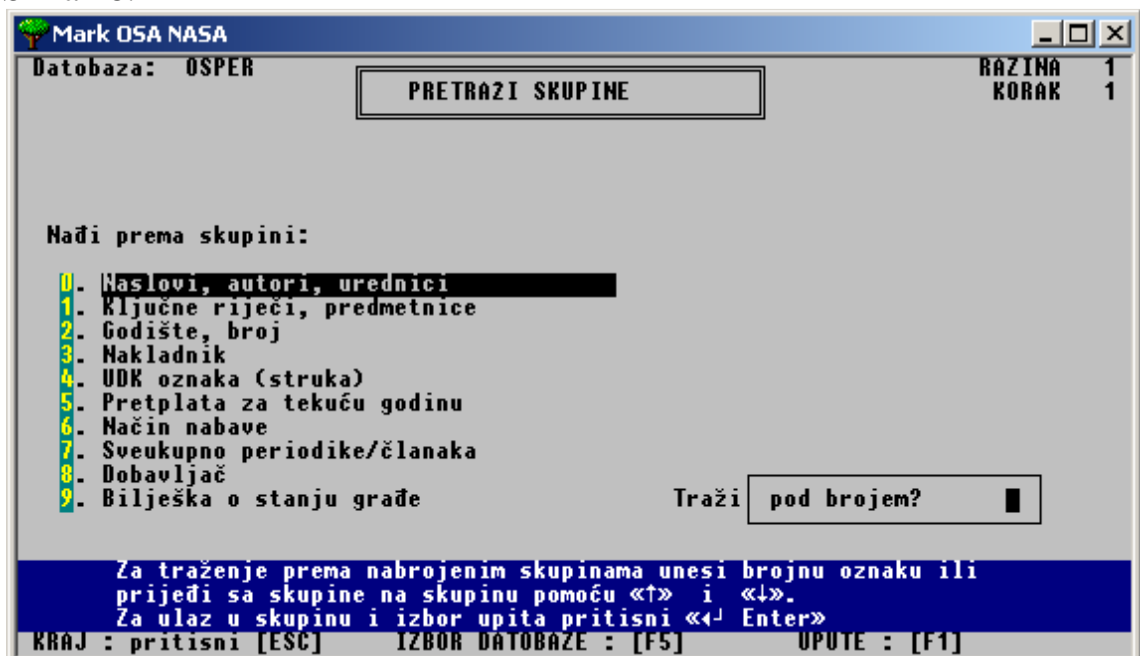 Mark OSA NASA
Datobaza: OSPER RAZINA 1
PRETRAŽI SKUPINE KORAK 1
Nađi prema skupini:
0. Naslovi, autori, urednici
1. Ključne riječi, predmetnice
2. Godište, broj
3. Nakladnik
4. UDK oznaka (struka)
5. Pretplata za tekuću godinu
6. Način nabave
7. Sveukupno periodike/članaka
8. Dobavljač
9. Bilješka o stanju građe Traži pod brojem?
Za traženje prema nabrojenim skupinama unesi brojnu oznaku ili
prijeđi sa skupine na skupinu pomoću «↑» i «↓».
Za ulaz u skupinu i izbor upita pritisni «↵ Enter»
KRAJ : pritisni [ESC] IZBOR DATOBAZE : [F5] UPUTE : [F1]